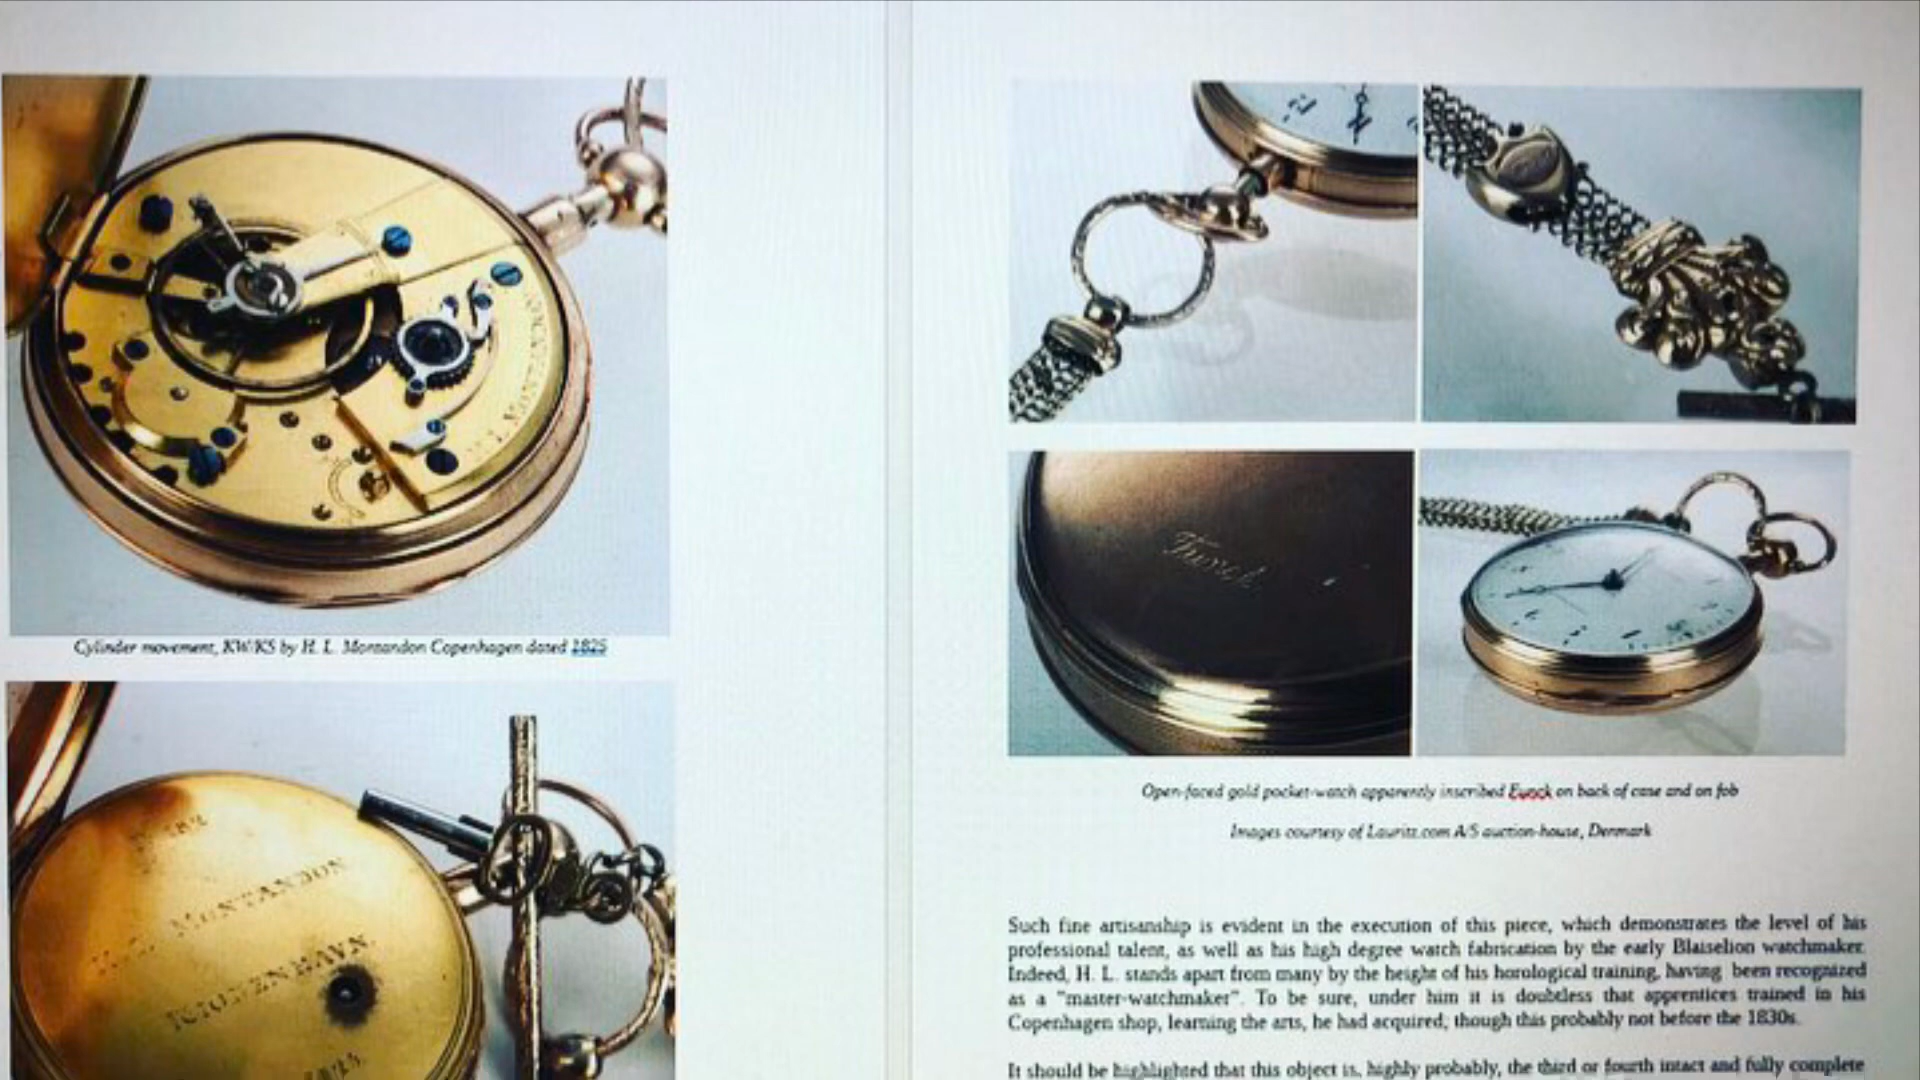 MONTANDON
Cylinder movement, KW/KS by H. L. Montandon Copenhagen dated 1825
MONTANDON
KIOBENHAVN.
Open-faced gold pocket-watch apparently inscribed Funck on back of case and on fob
Images courtesy of Lauritz.com A/S auction-house, Denmark
Such fine artisanship is evident in the execution of this piece, which demonstrates the level of his
professional talent, as well as his high degree watch fabrication by the early Blaiselion watchmaker.
Indeed, H. L. stands apart from many by the height of his horological training, having been recognized
as a "master-watchmaker". To be sure, under him it is doubtless that apprentices trained in his
Copenhagen shop, learning the arts, he had acquired; though this probably not before the 1830s.
It should be highlighted that this object is, highly probably, the third or fourth intact and fully complete